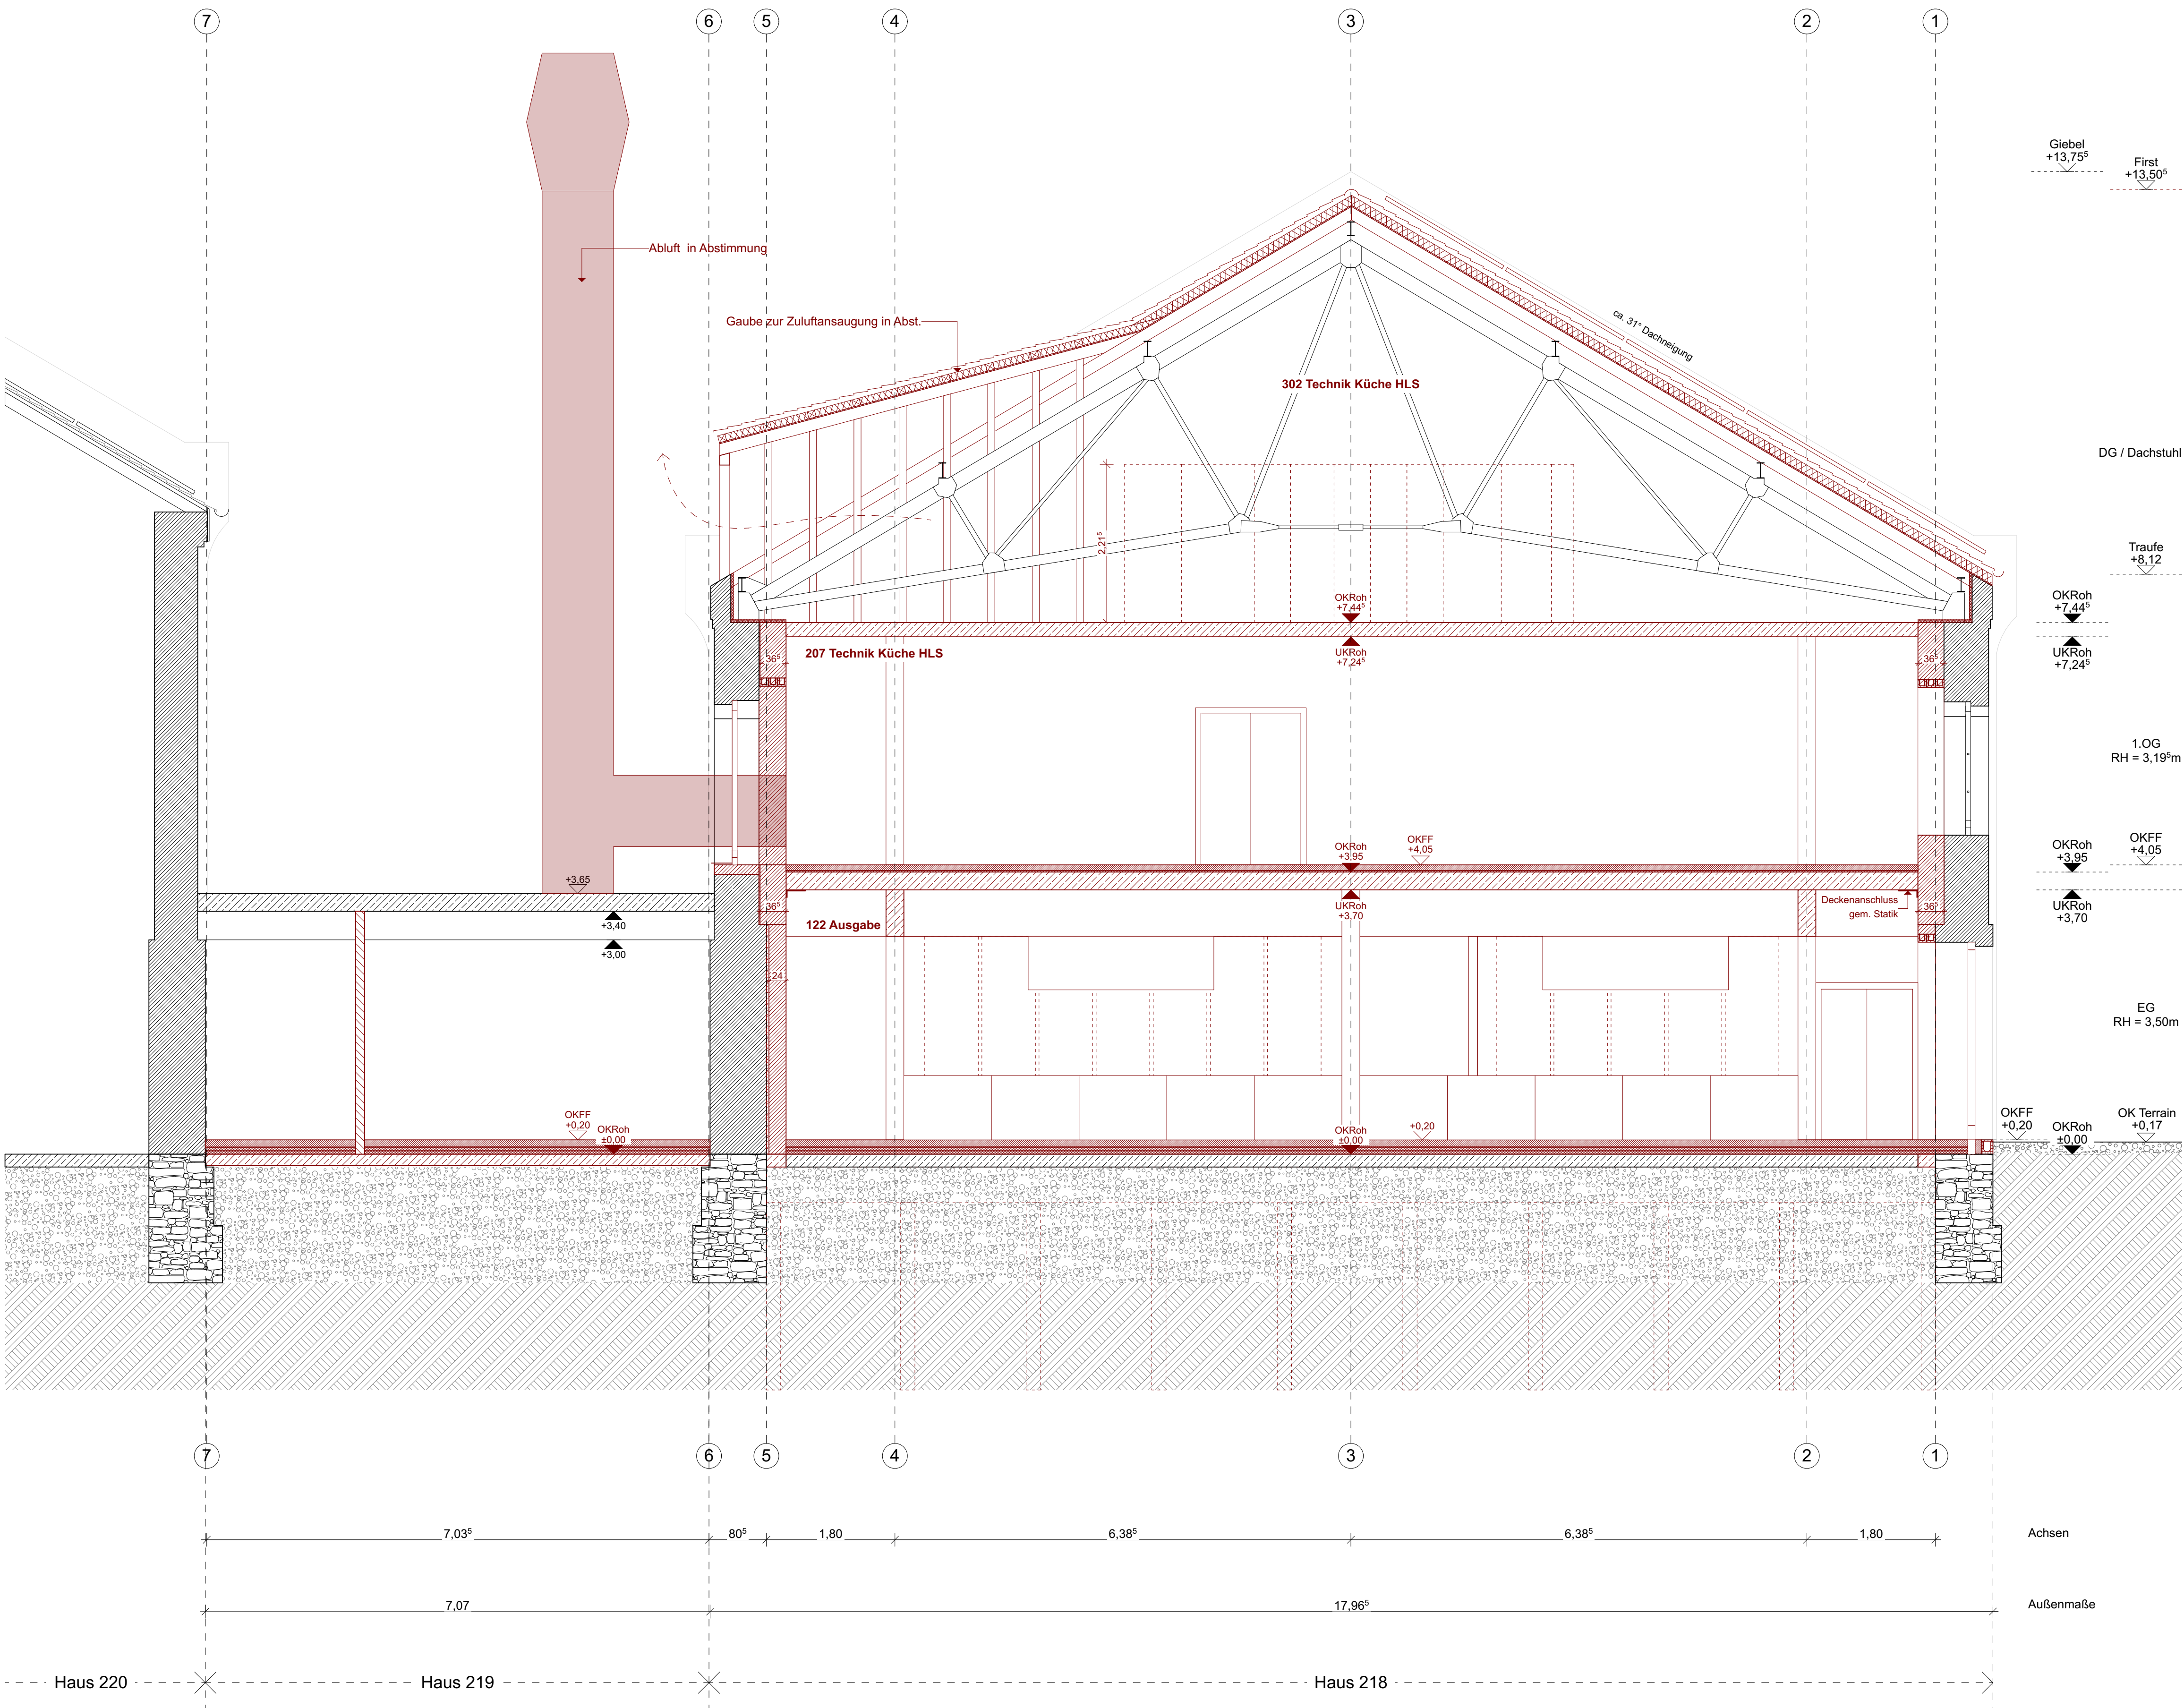 7 6 5 4 3 2 1
Giebel
+13,75⁵
First
+13,50⁵
Abluft in Abstimmung
Gaube zur Zuluftansaugung in Abst.
ca. 31° Dachneigung
302 Technik Küche HLS
DG / Dachstuhl
2,21⁵
Traufe
+8,12
OKRoh
+7,44⁵
OKRoh
+7,44⁵
207 Technik Küche HLS
36⁵
UKRoh
+7,24⁵
36⁵
UKRoh
+7,24⁵
1.OG
RH = 3,19⁵m
OKRoh
+3,95
OKFF
+4,05
OKRoh
+3,95
OKFF
+4,05
+3,65
+3,40
+3,00
36⁵
122 Ausgabe
UKRoh
+3,70
Deckenanschluss
gem. Statik
36⁵
UKRoh
+3,70
24
EG
RH = 3,50m
OKFF
+0,20
OKRoh
±0,00
OKRoh
±0,00
+0,20
OKFF
+0,20
OKRoh
±0,00
OK Terrain
+0,17
7 6 5 4 3 2 1
7,03⁵ 80⁵ 1,80 6,38⁵ 6,38⁵ 1,80 Achsen
7,07 17,96⁵ Außenmaße
Haus 220 Haus 219 Haus 218